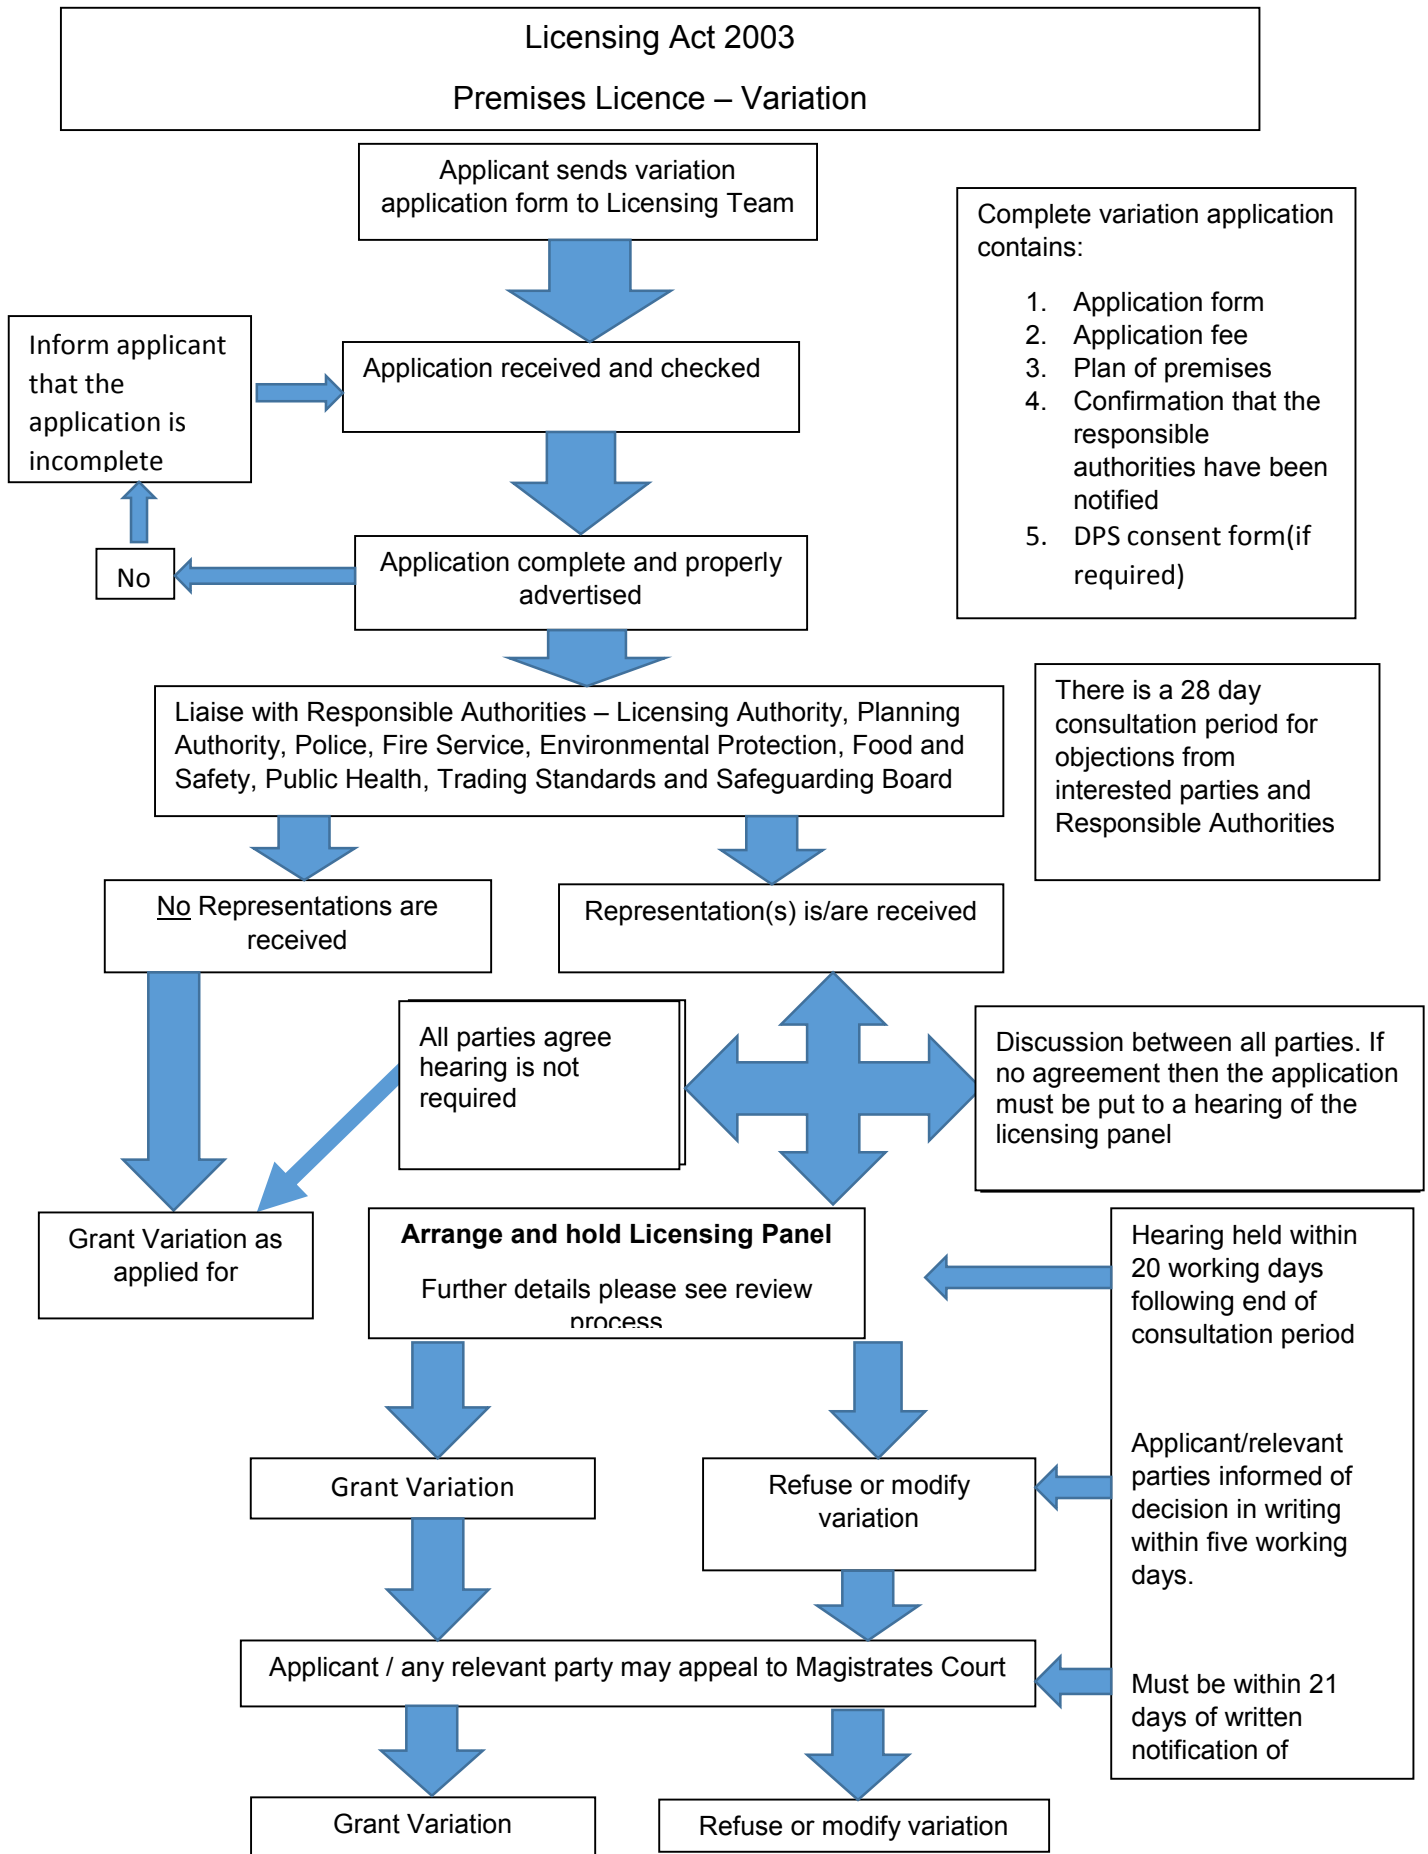 Licensing Act 2003
Premises Licence – Variation
Applicant sends variation
application form to Licensing Team
Complete variation application
contains:
1. Application form
2. Application fee
3. Plan of premises
4. Confirmation that the
responsible
authorities have been
notified
5. DPS consent form(if
required)
Inform applicant
that the
application is
incomplete
Application received and checked
No
Application complete and properly
advertised
Liaise with Responsible Authorities – Licensing Authority, Planning
Authority, Police, Fire Service, Environmental Protection, Food and
Safety, Public Health, Trading Standards and Safeguarding Board
There is a 28 day
consultation period for
objections from
interested parties and
Responsible Authorities
No Representations are
received
Representation(s) is/are received
All parties agree
hearing is not
required
Discussion between all parties. If
no agreement then the application
must be put to a hearing of the
licensing panel
Grant Variation as
applied for
Arrange and hold Licensing Panel
Further details please see review
process
Hearing held within
20 working days
following end of
consultation period
Applicant/relevant
parties informed of
decision in writing
within five working
days.
Must be within 21
days of written
notification of
Grant Variation
Refuse or modify
variation
Applicant / any relevant party may appeal to Magistrates Court
Grant Variation
Refuse or modify variation